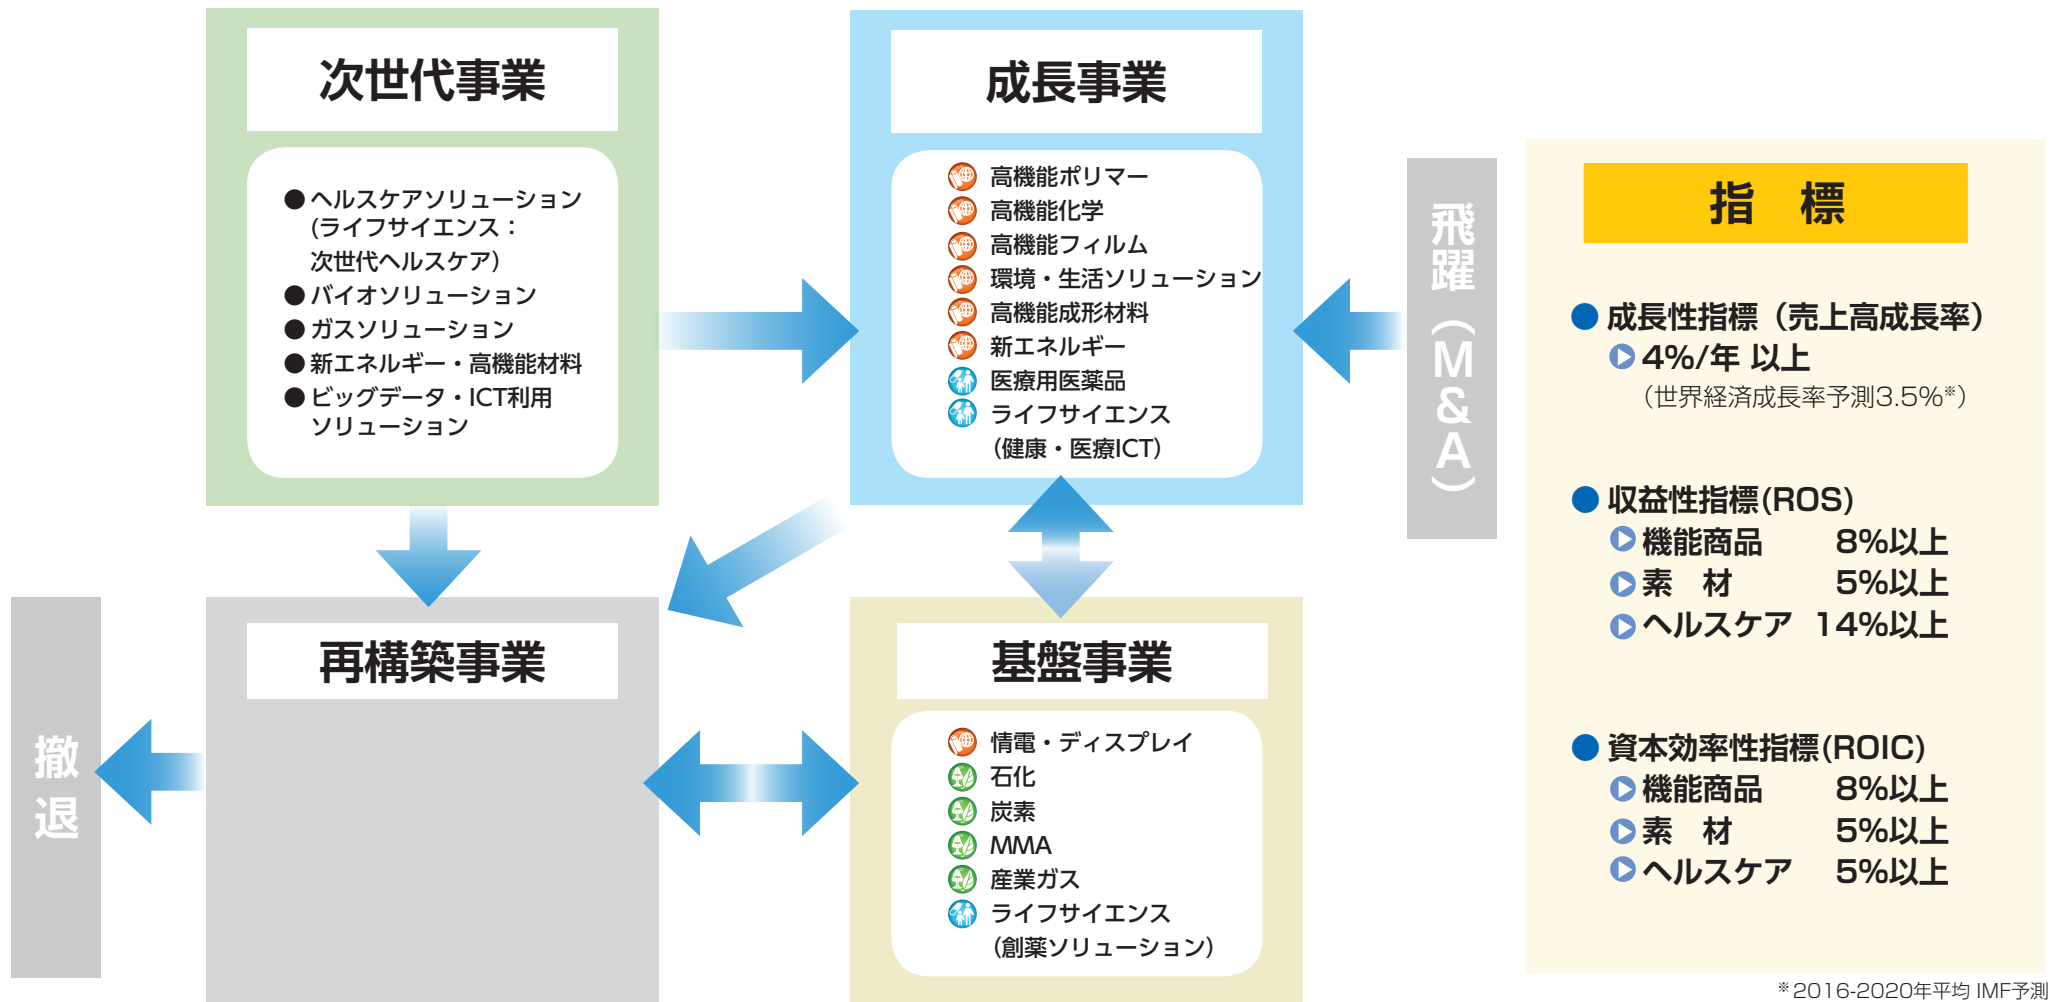 次世代事業
● ヘルスケアソリューション
(ライフサイエンス：
次世代ヘルスケア）
● バイオソリューション
● ガスソリューション
● 新エネルギー・高機能材料
● ビッグデータ・ICT利用
ソリューション
成長事業
高機能ポリマー
高機能化学
高機能フィルム
環境・生活ソリューション
高機能成形材料
新エネルギー
医療用医薬品
ライフサイエンス
（健康・医療ICT）
飛躍（M&A）
再構築事業
撤退
基盤事業
情電・ディスプレイ
石化
炭素
MMA
産業ガス
ライフサイエンス
（創薬ソリューション）
指　標
● 成長性指標（売上高成長率）
4%/年 以上
（世界経済成長率予測3.5%※）
● 収益性指標(ROS)
機能商品 8%以上
素　材 5%以上
ヘルスケア 14%以上
● 資本効率性指標(ROIC)
機能商品 8%以上
素　材 5%以上
ヘルスケア 5%以上
※2016-2020年平均 IMF予測